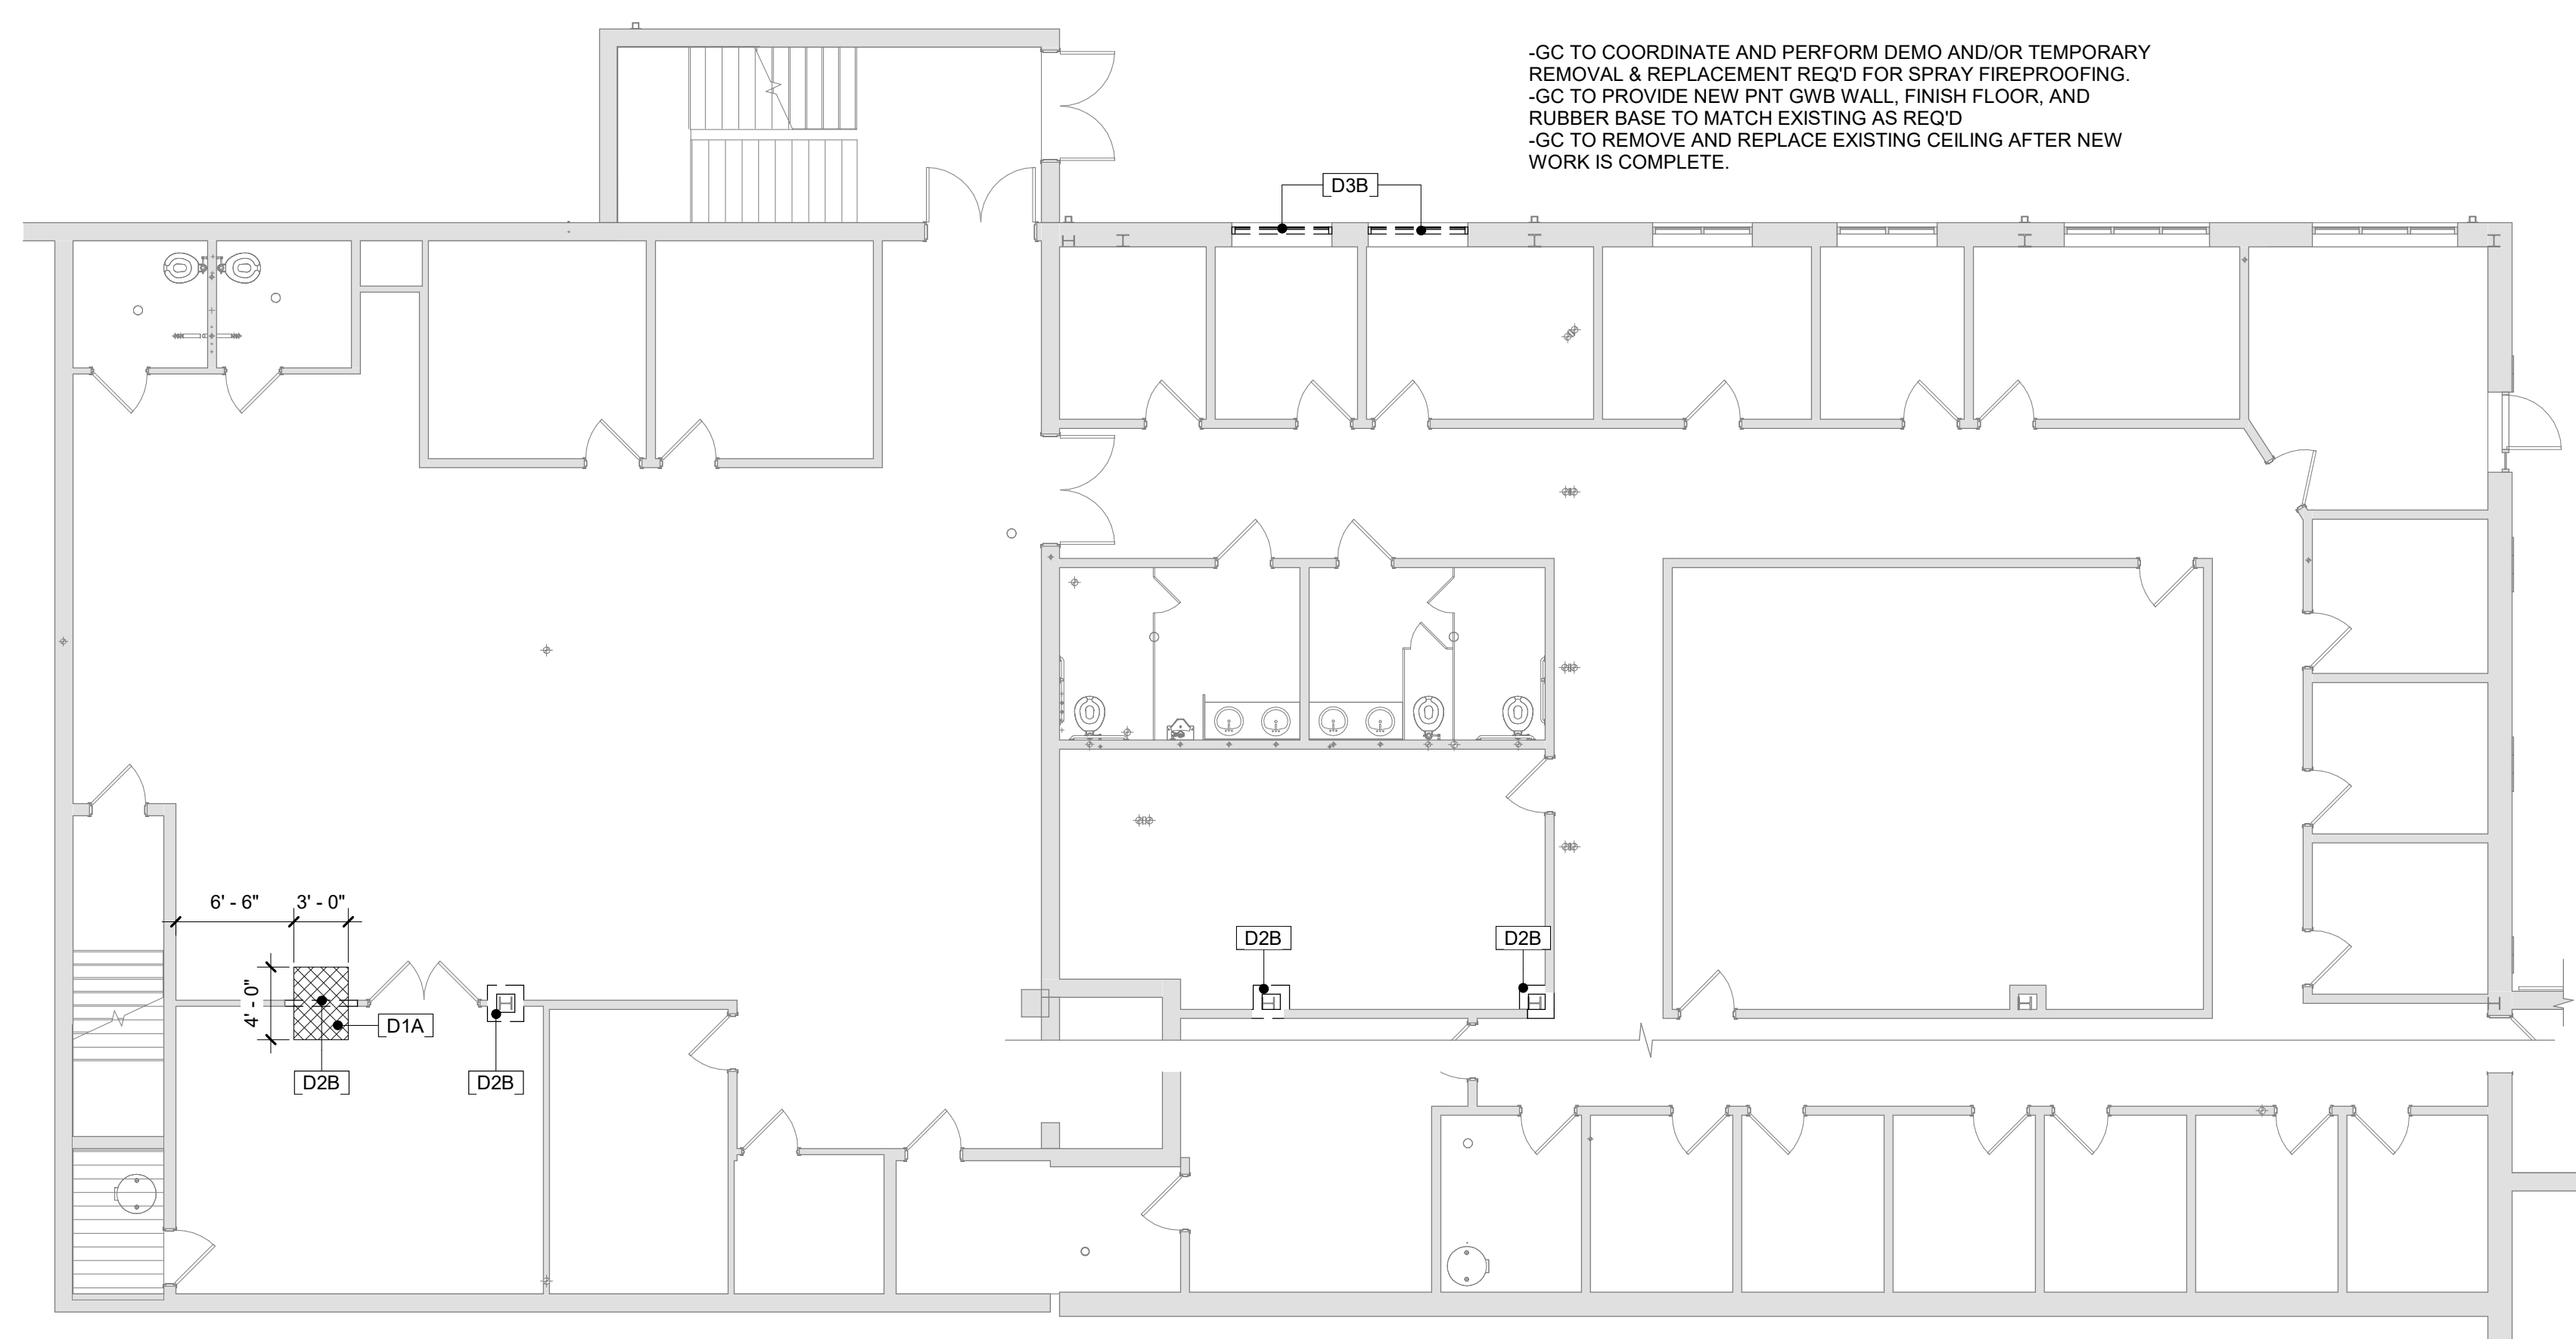 -GC TO COORDINATE AND PERFORM DEMO AND/OR TEMPORARY
REMOVAL & REPLACEMENT REQ'D FOR SPRAY FIREPROOFING.
-GC TO PROVIDE NEW PNT GWB WALL, FINISH FLOOR, AND
RUBBER BASE TO MATCH EXISTING AS REQ'D
-GC TO REMOVE AND REPLACE EXISTING CEILING AFTER NEW
WORK IS COMPLETE.
D3B
6' - 6"
3' - 0"
D2B
D2B
4' - 0"
D1A
D2B
D2B